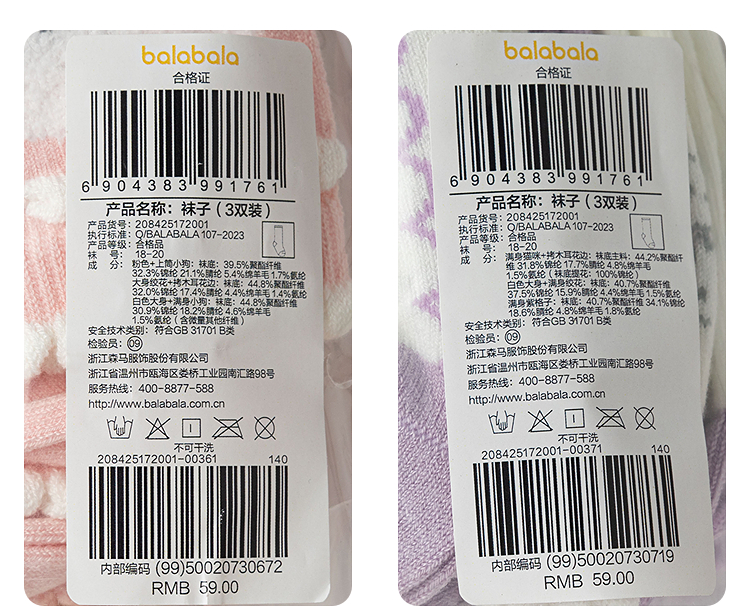 balabala
合格证
6 904383 991761
产品名称：袜子（3双装）
产品货号：208425172001
执行标准：Q/BALABALA 107-2023
产品等级：合格品
袜　号：18-20
成　分：粉色+上筒小狗：袜底：39.5%聚酯纤维
32.3%锦纶 21.1%腈纶 5.4%绵羊毛 1.7%氨纶
大身绞花+拷木耳花边：袜底：44.8%聚酯纤维
32.0%锦纶 17.4%腈纶 4.4%绵羊毛 1.4%氨纶
白色大身+满身小狗：袜底：44.8%聚酯纤维
30.9%锦纶 18.2%腈纶 4.6%绵羊毛
1.5%氨纶（含微量其他纤维）
安全技术类别：符合GB 31701 B类
检验员：09
浙江森马服饰股份有限公司
浙江省温州市瓯海区娄桥工业园南汇路98号
服务热线：400-8877-588
http://www.balabala.com.cn
不可干洗
208425172001-00361 140
内部编码 (99)50020730672
RMB 59.00
balabala
合格证
6 904383 991761
产品名称：袜子（3双装）
产品货号：208425172001
执行标准：Q/BALABALA 107-2023
产品等级：合格品
袜　号：18-20
成　分：满身猫咪+拷木耳花边：袜底主料：44.2%聚酯纤
维 31.8%锦纶 17.7%腈纶 4.8%绵羊毛
1.5%氨纶（袜底提花：100%锦纶）
白色大身+满身绞花：袜底：40.7%聚酯纤维
37.5%锦纶 15.9%腈纶 4.4%绵羊毛 1.5%氨纶
满身紫格子：袜底：40.7%聚酯纤维 34.1%锦纶
18.6%腈纶 4.8%绵羊毛 1.8%氨纶
安全技术类别：符合GB 31701 B类
检验员：09
浙江森马服饰股份有限公司
浙江省温州市瓯海区娄桥工业园南汇路98号
服务热线：400-8877-588
http://www.balabala.com.cn
不可干洗
208425172001-00371 140
内部编码 (99)50020730719
RMB 59.00